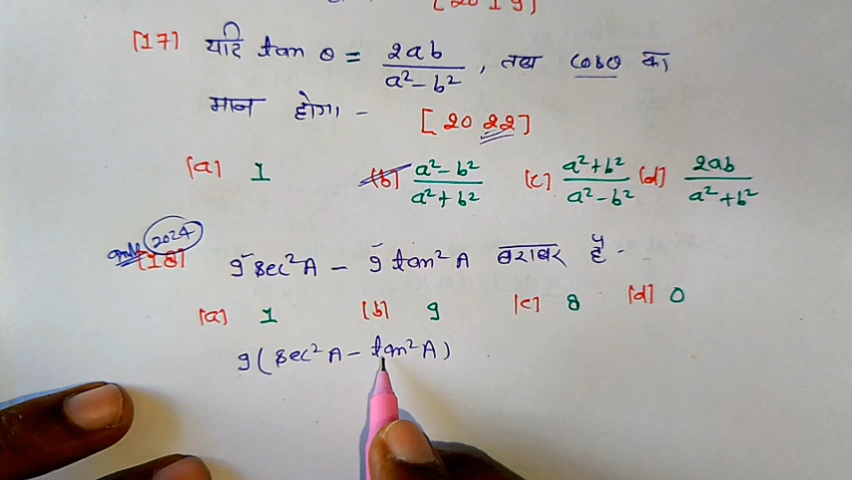 [2019]
[17] यदि tan θ = 2ab / a² - b² , तब cosθ का
मान होगा - [2022]
(a) 1 (b) a² - b² / a² + b² (c) a² + b² / a² - b² (d) 2ab / a² + b²
2024
[18] 9 sec²A - 9 tan²A बराबर है -
(a) 1 (b) 9 (c) 8 (d) 0
9(sec²A - tan²A)